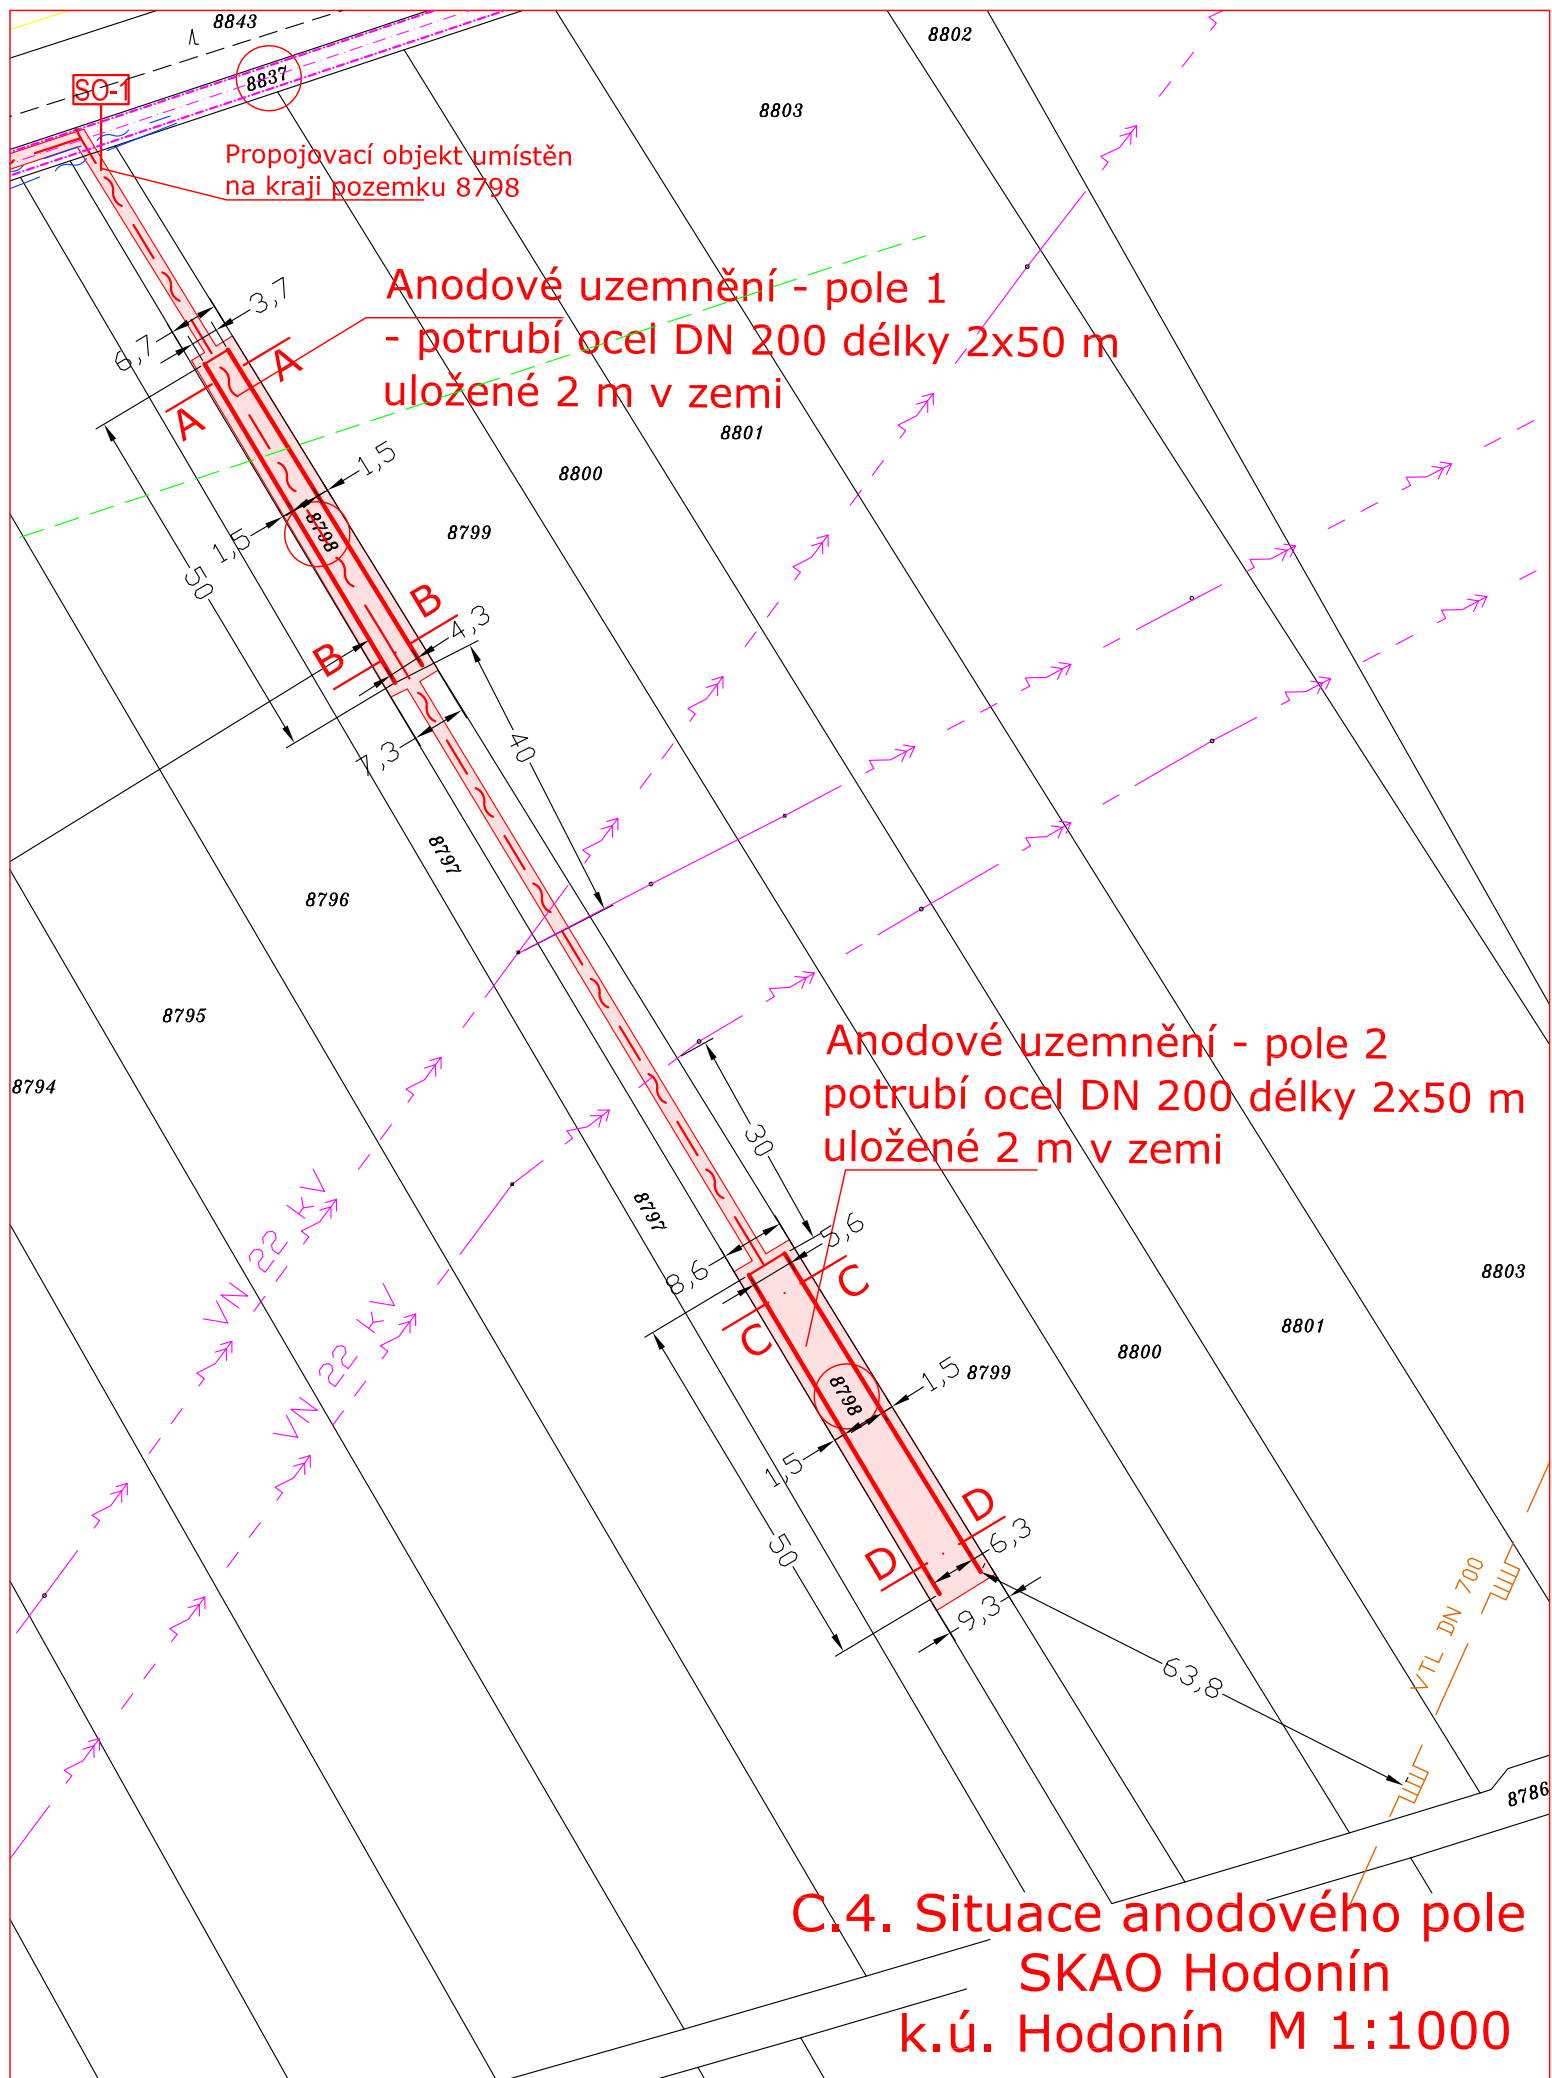 8843
8837
SO-1
8802
8803
Propojovací objekt umístěn
na kraji pozemku 8798
Anodové uzemnění - pole 1
- potrubí ocel DN 200 délky 2x50 m
uložené 2 m v zemi
3,7
6,7
A
A
8801
8800
8799
1,5
1,5
8798
50
B
B
4,3
7,3
40
8797
8796
8795
8794
Anodové uzemnění - pole 2
potrubí ocel DN 200 délky 2x50 m
uložené 2 m v zemi
30
8797
VN 22 kV
VN 22 kV
5,6
8,6
C
C
8803
8801
8800
8799
8798
1,5
1,5
50
D
D
6,3
9,3
63,8
VTL DN 700
8786
C.4. Situace anodového pole
SKAO Hodonín
k.ú. Hodonín M 1:1000